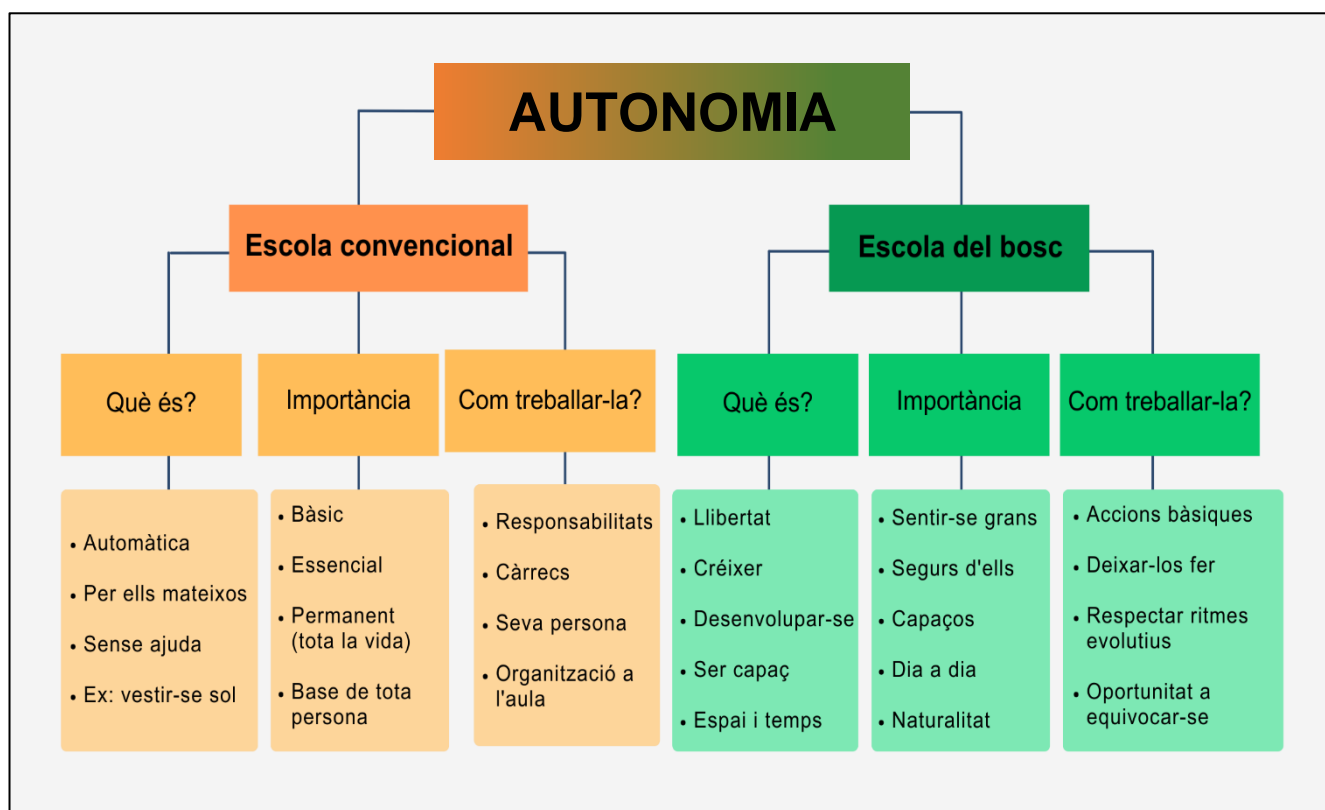 AUTONOMIA
Escola convencional
Escola del bosc
Què és?
Importància
Com treballar-la?
Què és?
Importància
Com treballar-la?
• Automàtica
• Per ells mateixos
• Sense ajuda
• Ex: vestir-se sol
• Bàsic
• Essencial
• Permanent
(tota la vida)
• Base de tota
persona
• Responsabilitats
• Càrrecs
• Seva persona
• Organització a
l'aula
• Llibertat
• Créixer
• Desenvolupar-se
• Ser capaç
• Espai i temps
• Sentir-se grans
• Segurs d'ells
• Capaços
• Dia a dia
• Naturalitat
• Accions bàsiques
• Deixar-los fer
• Respectar ritmes
evolutius
• Oportunitat a
equivocar-se